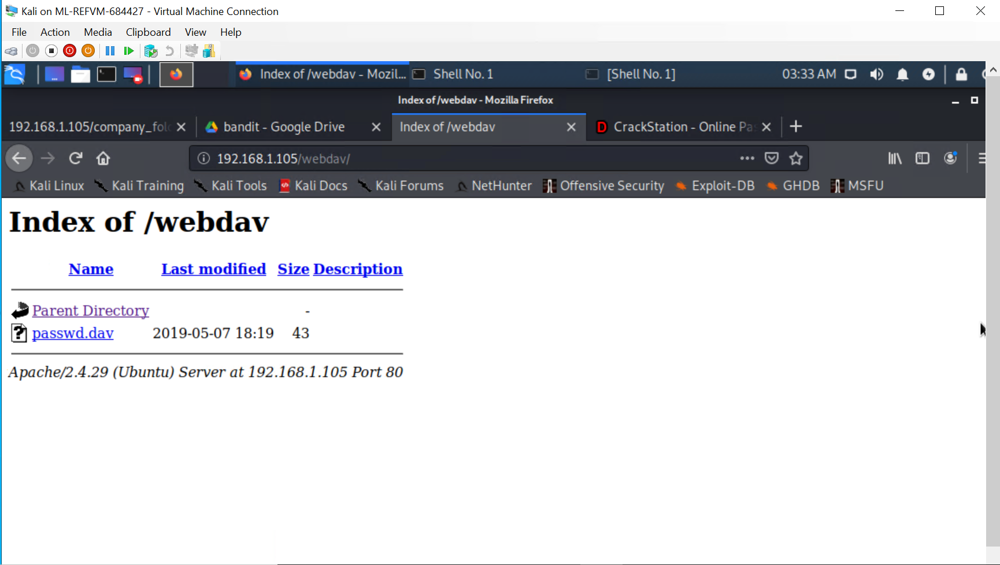 Kali on ML-REFVM-684427 - Virtual Machine Connection
File Action Media Clipboard View Help
Index of /webdav - Mozil... Shell No. 1 [Shell No. 1] 03:33 AM
Index of /webdav - Mozilla Firefox
192.168.1.105/company_fol bandit - Google Drive Index of /webdav CrackStation - Online Pa
192.168.1.105/webdav/
Kali Linux Kali Training Kali Tools Kali Docs Kali Forums NetHunter Offensive Security Exploit-DB GHDB MSFU
Index of /webdav
Name Last modified Size Description
Parent Directory -
passwd.dav 2019-05-07 18:19 43
Apache/2.4.29 (Ubuntu) Server at 192.168.1.105 Port 80